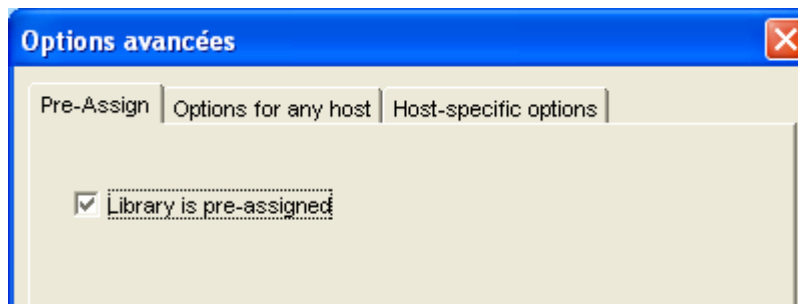 Options avancées
Pre-Assign Options for any host Host-specific options
Library is pre-assigned